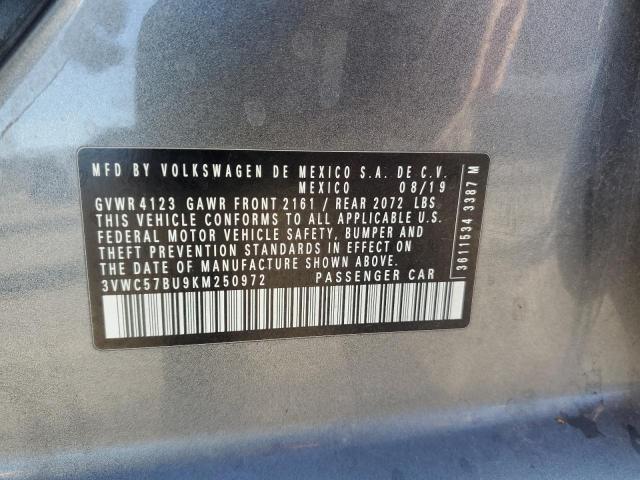 MFD BY VOLKSWAGEN DE MEXICO S.A. DE C.V.
MEXICO 08/19
GVWR 4123 GAWR FRONT 2161 / REAR 2072 LBS
THIS VEHICLE CONFORMS TO ALL APPLICABLE U.S.
FEDERAL MOTOR VEHICLE SAFETY, BUMPER AND
THEFT PREVENTION STANDARDS IN EFFECT ON
THE DATE OF MANUFACTURE SHOWN ABOVE.
3VWC57BU9KM250972 PASSENGER CAR
3611534 3387 M